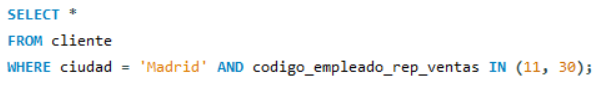 SELECT *
FROM cliente
WHERE ciudad = 'Madrid' AND codigo_empleado_rep_ventas IN (11, 30);